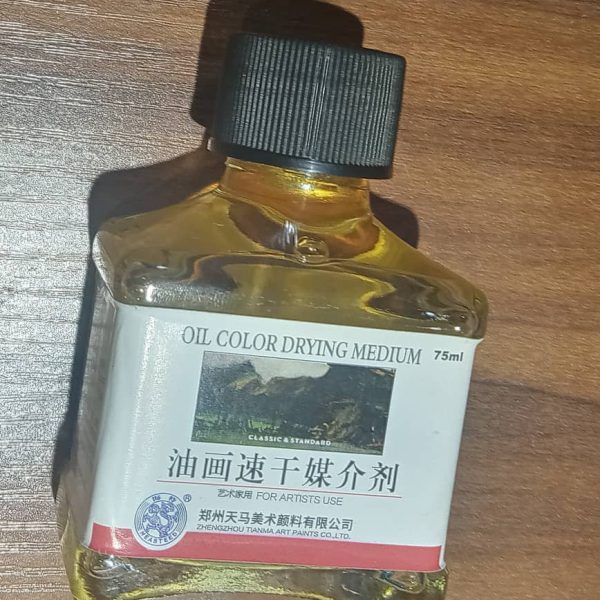 OIL COLOR DRYING MEDIUM 75ml
CLASSIC & STANDARD
油画速干媒介剂
艺术家用 FOR ARTISTS USE
郑州天马美术颜料有限公司
ZHENGZHOU TIANMA ART PAINTS CO.,LTD.
HEASTEED
®